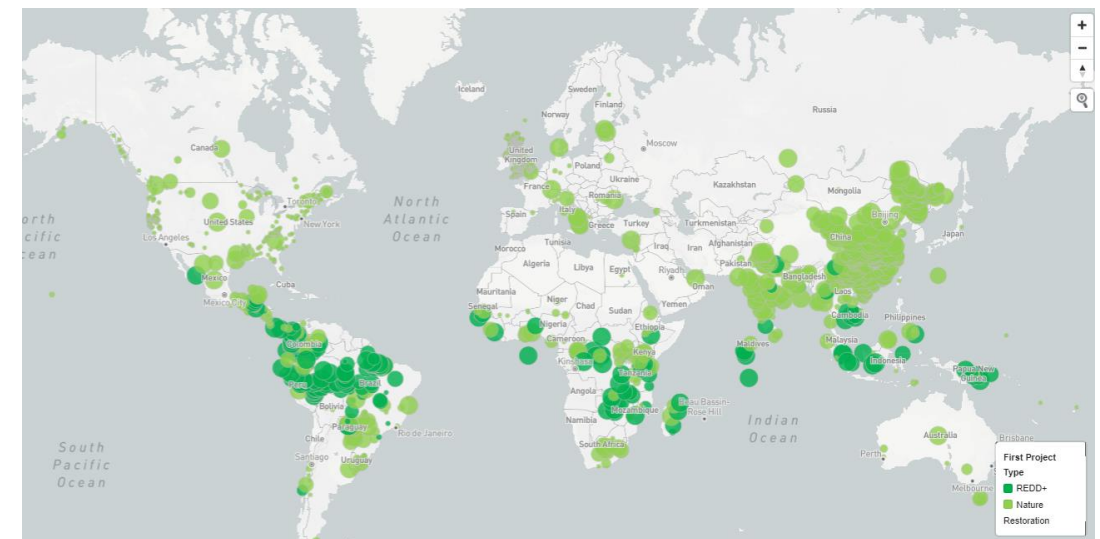 Iceland
Sweden
Finland
Norway
Russia
Moscow
Canada
United
Kingdom
Poland
Ukraine
Kazakhstan
Mongolia
France
Romania
Toronto
North
Atlantic
Ocean
Italy
Spain
Greece
Turkey
Turkmenistan
Beijing
Japan
United States
New York
Los Angeles
orth
cific
cean
Morocco
Tunisia
Iraq
Iran
Afghanistan
China
Algeria
Libya
Egypt
Riyadh
Pakistan
Oman
Bangladesh
Mexico
Cuba
Mexico City
Mauritania
Senegal
Niger
Chad
Sudan
Yemen
Laos
Nigeria
Ethiopia
Cambodia
Philippines
Cameroon
Colombia
Kenya
Maldives
Malaysia
Kinshasa
Tanzania
Indonesia
Papua New
Guinea
Peru
Brazil
Angola
Bolivia
Mozambique
Beau Bassin-
Rose Hill
Namibia
Indian
Ocean
Paraguay
Rio de Janeiro
Chile
South Africa
Australia
Brisbane
South
Pacific
Ocean
Santiago
Uruguay
Perth
Melbourne
First Project
Type
REDD+
Nature
Restoration